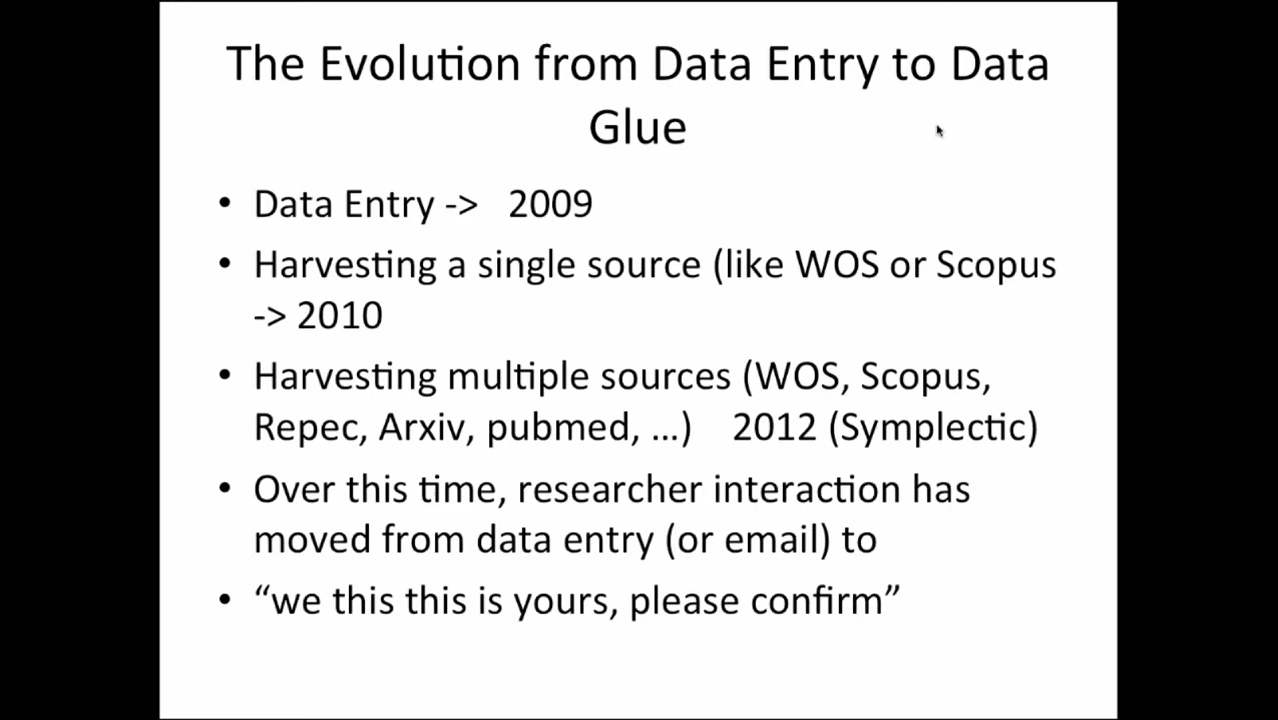 The Evolution from Data Entry to Data
Glue
• Data Entry -> 2009
• Harvesting a single source (like WOS or Scopus
-> 2010
• Harvesting multiple sources (WOS, Scopus,
Repec, Arxiv, pubmed, ...) 2012 (Symplectic)
• Over this time, researcher interaction has
moved from data entry (or email) to
• “we this this is yours, please confirm”